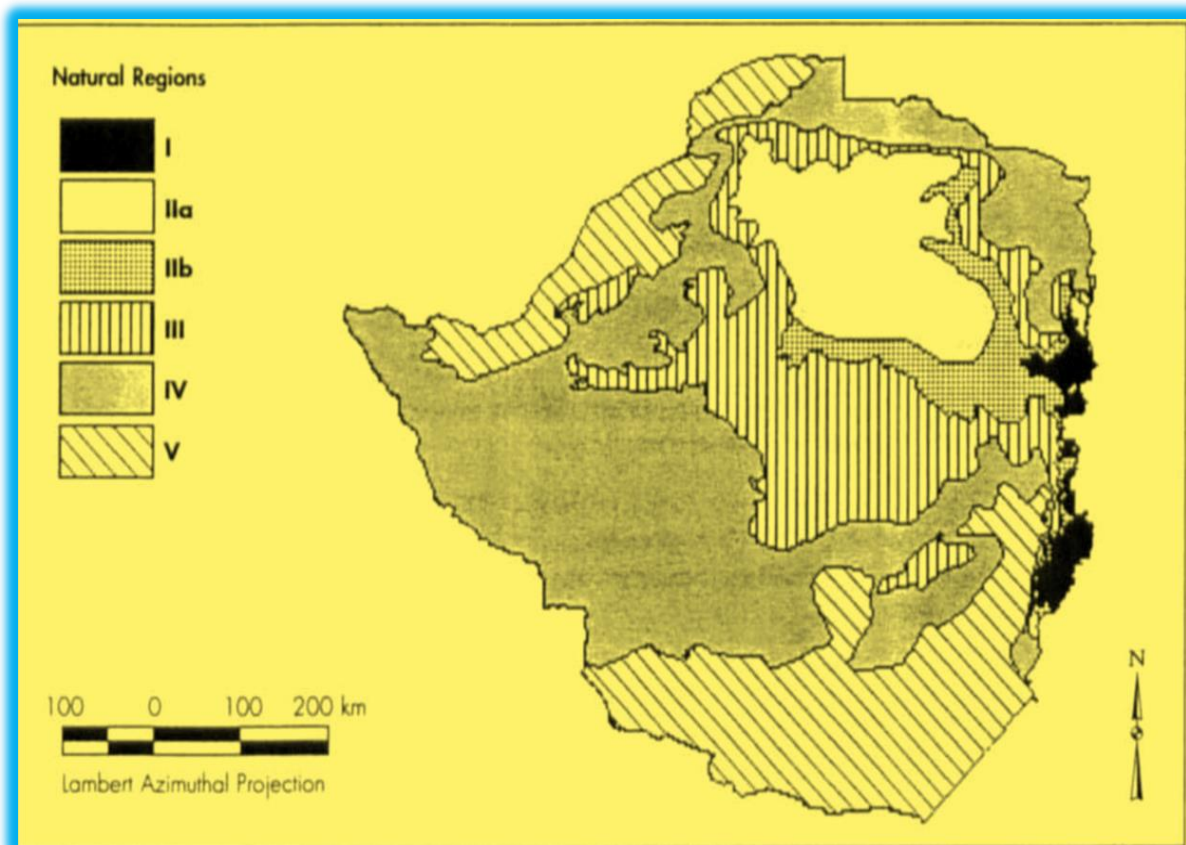 Natural Regions
I
IIa
IIb
III
IV
V
100 0 100 200 km
Lambert Azimuthal Projection
N